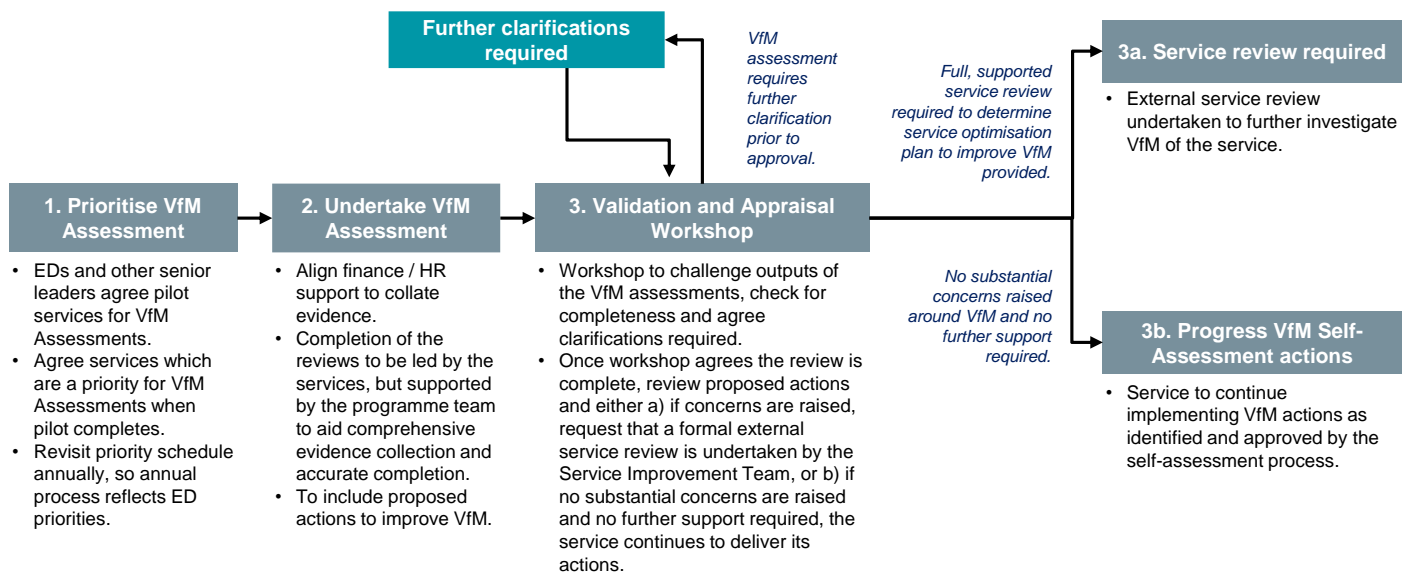 Further clarifications
required
VfM
assessment
requires
further
clarification
prior to
approval.
Full, supported
service review
required to determine
service optimisation
plan to improve VfM
provided.
3a. Service review required
• External service review
undertaken to further investigate
VfM of the service.
1. Prioritise VfM
Assessment
• EDs and other senior
leaders agree pilot
services for VfM
Assessments.
• Agree services which
are a priority for VfM
Assessments when
pilot completes.
• Revisit priority schedule
annually, so annual
process reflects ED
priorities.
2. Undertake VfM
Assessment
• Align finance / HR
support to collate
evidence.
• Completion of the
reviews to be led by the
services, but supported
by the programme team
to aid comprehensive
evidence collection and
accurate completion.
• To include proposed
actions to improve VfM.
3. Validation and Appraisal
Workshop
• Workshop to challenge outputs of
the VfM assessments, check for
completeness and agree
clarifications required.
• Once workshop agrees the review is
complete, review proposed actions
and either a) if concerns are raised,
request that a formal external
service review is undertaken by the
Service Improvement Team, or b) if
no substantial concerns are raised
and no further support required, the
service continues to deliver its
actions.
No substantial
concerns raised
around VfM and no
further support
required.
3b. Progress VfM Self-
Assessment actions
• Service to continue
implementing VfM actions as
identified and approved by the
self-assessment process.